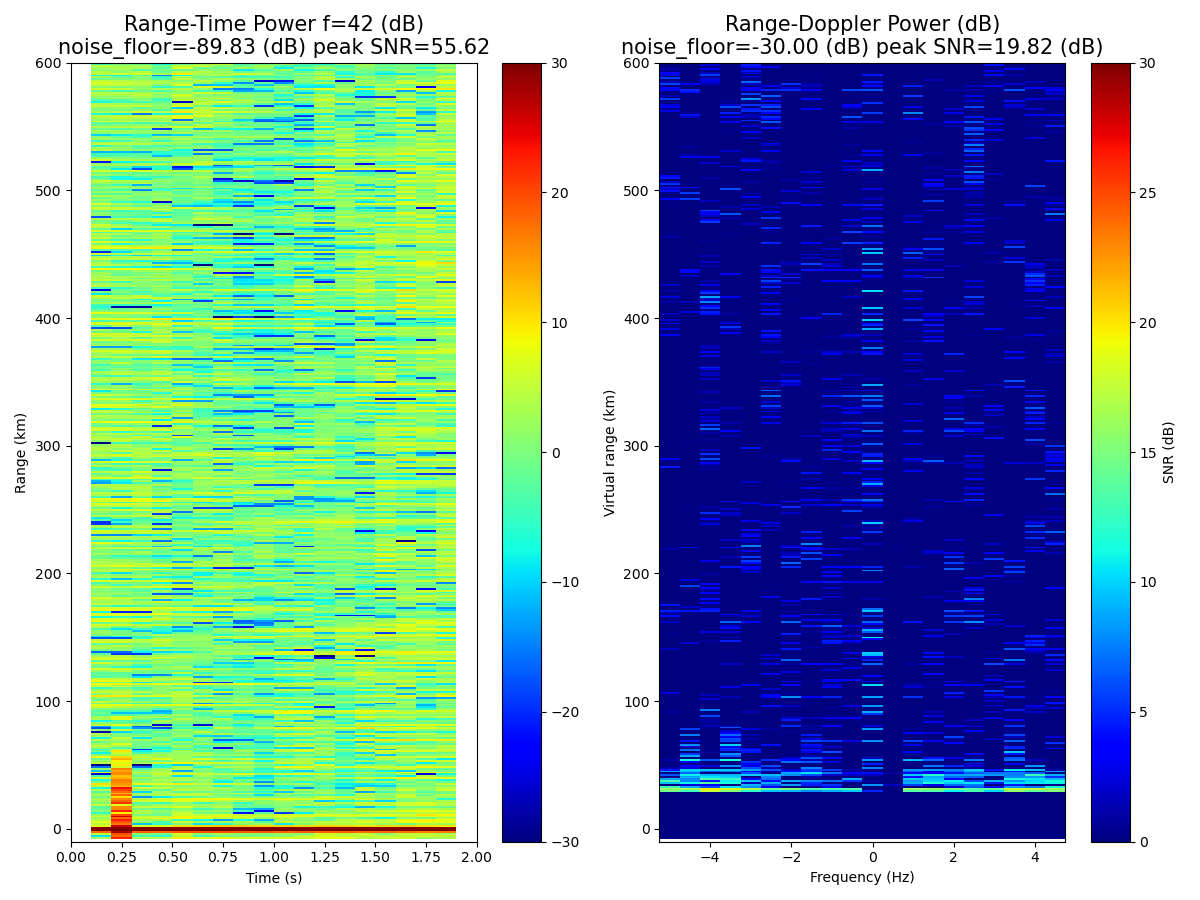 Range-Time Power f=42 (dB)
noise_floor=-89.83 (dB) peak SNR=55.62
Range-Doppler Power (dB)
noise_floor=-30.00 (dB) peak SNR=19.82 (dB)
600
500
400
300
200
100
0
Range (km)
0.00 0.25 0.50 0.75 1.00 1.25 1.50 1.75 2.00
Time (s)
30
20
10
0
−10
−20
−30
600
500
400
300
200
100
0
Virtual range (km)
−4 −2 0 2 4
Frequency (Hz)
30
25
20
15
10
5
0
SNR (dB)